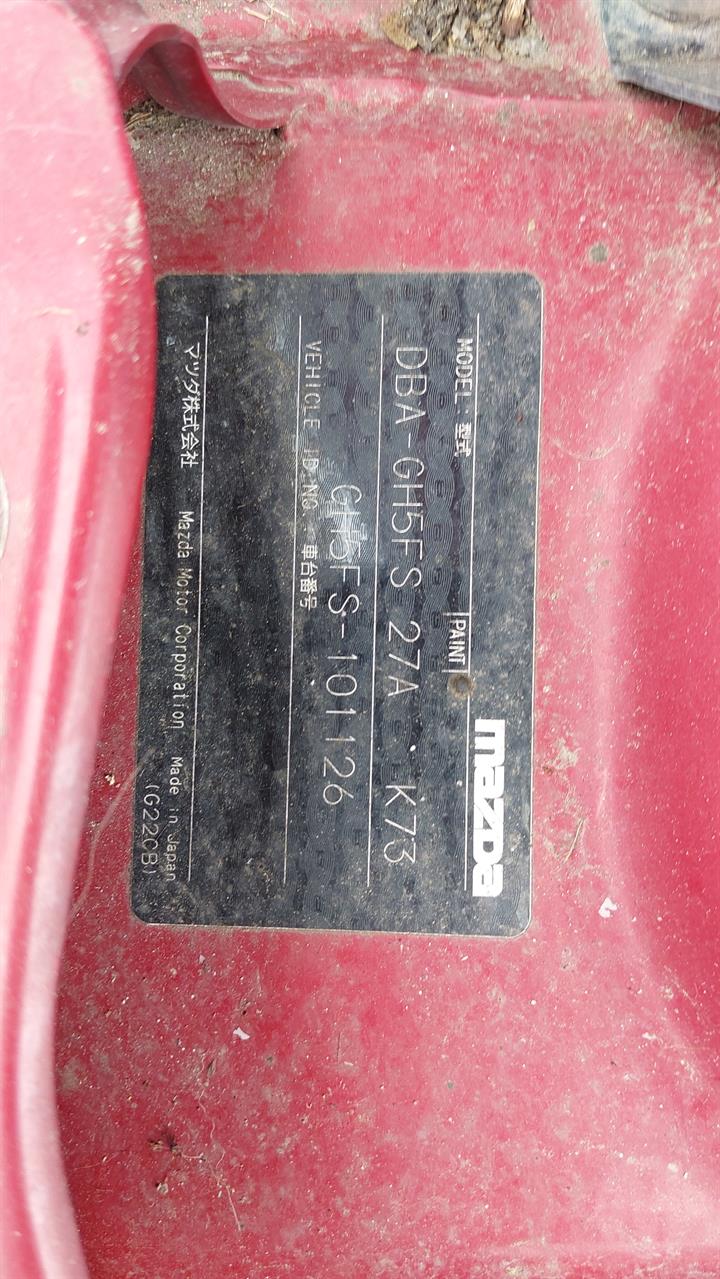 mazda
MODEL・型式 PAINT
DBA-GH5FS 27A K73
VEHICLE ID.NO. 車台番号
GH5FS-101126
マツダ株式会社 Mazda Motor Corporation Made in Japan
(G22CB)